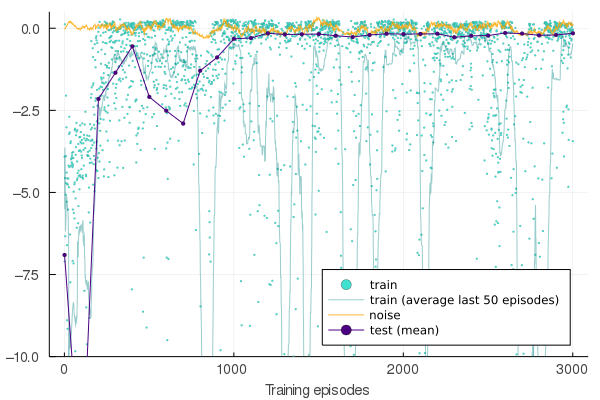 0.0
−2.5
−5.0
−7.5
−10.0
train
train (average last 50 episodes)
noise
test (mean)
0 1000 2000 3000
Training episodes